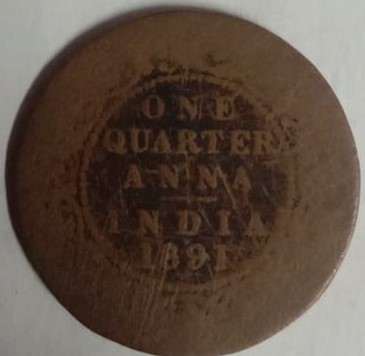 ONE
QUARTER
ANNA
INDIA
1891